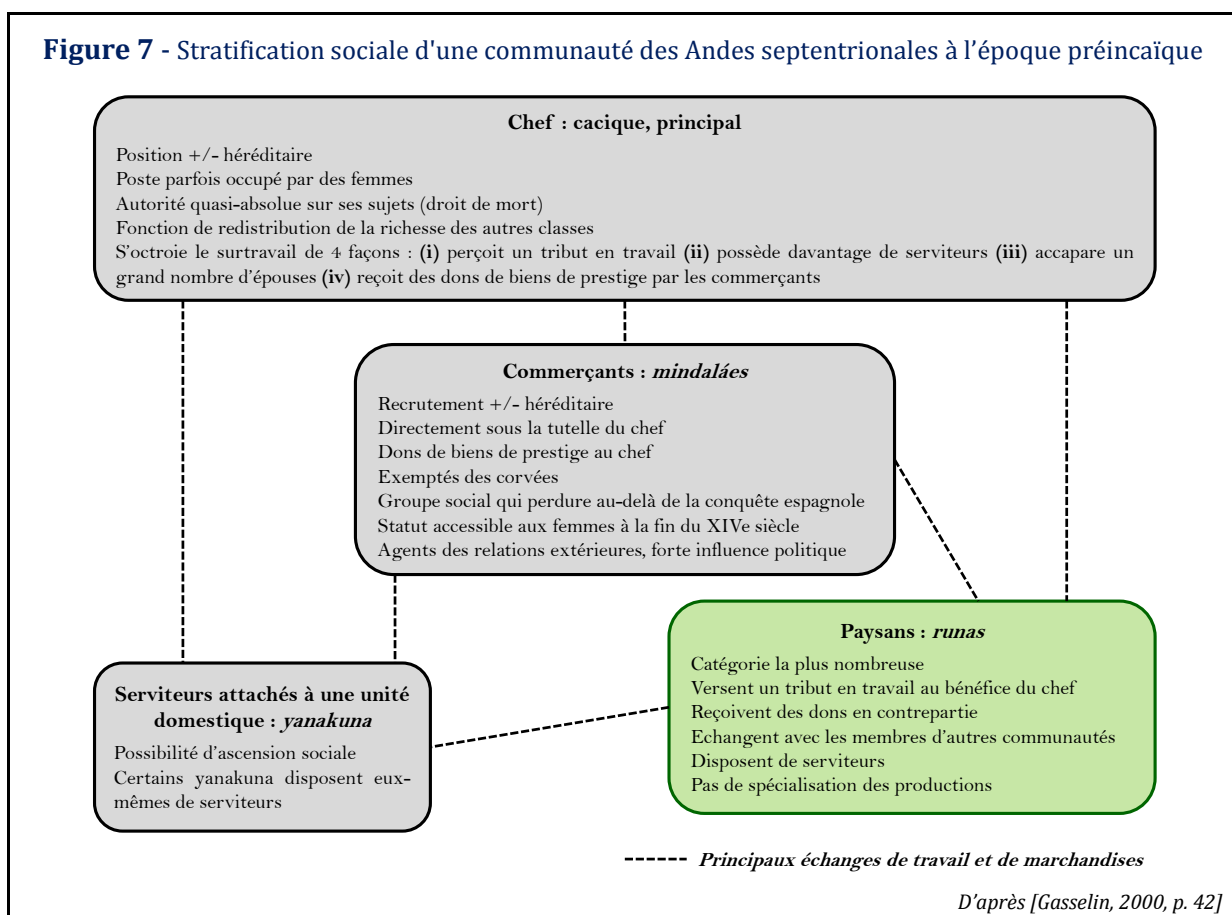 Figure 7 - Stratification sociale d'une communauté des Andes septentrionales à l'époque préincaïque
Chef : cacique, principal
Position +/- héréditaire
Poste parfois occupé par des femmes
Autorité quasi-absolue sur ses sujets (droit de mort)
Fonction de redistribution de la richesse des autres classes
S'octroie le surtravail de 4 façons : (i) perçoit un tribut en travail (ii) possède davantage de serviteurs (iii) accapare un
grand nombre d'épouses (iv) reçoit des dons de biens de prestige par les commerçants
Commerçants : mindaláes
Recrutement +/- héréditaire
Directement sous la tutelle du chef
Dons de biens de prestige au chef
Exemptés des corvées
Groupe social qui perdure au-delà de la conquête espagnole
Statut accessible aux femmes à la fin du XIVe siècle
Agents des relations extérieures, forte influence politique
Paysans : runas
Catégorie la plus nombreuse
Versent un tribut en travail au bénéfice du chef
Reçoivent des dons en contrepartie
Echangent avec les membres d'autres communautés
Disposent de serviteurs
Pas de spécialisation des productions
Serviteurs attachés à une unité
domestique : yanakuna
Possibilité d'ascension sociale
Certains yanakuna disposent eux-
mêmes de serviteurs
Principaux échanges de travail et de marchandises
D'après [Gasselin, 2000, p. 42]